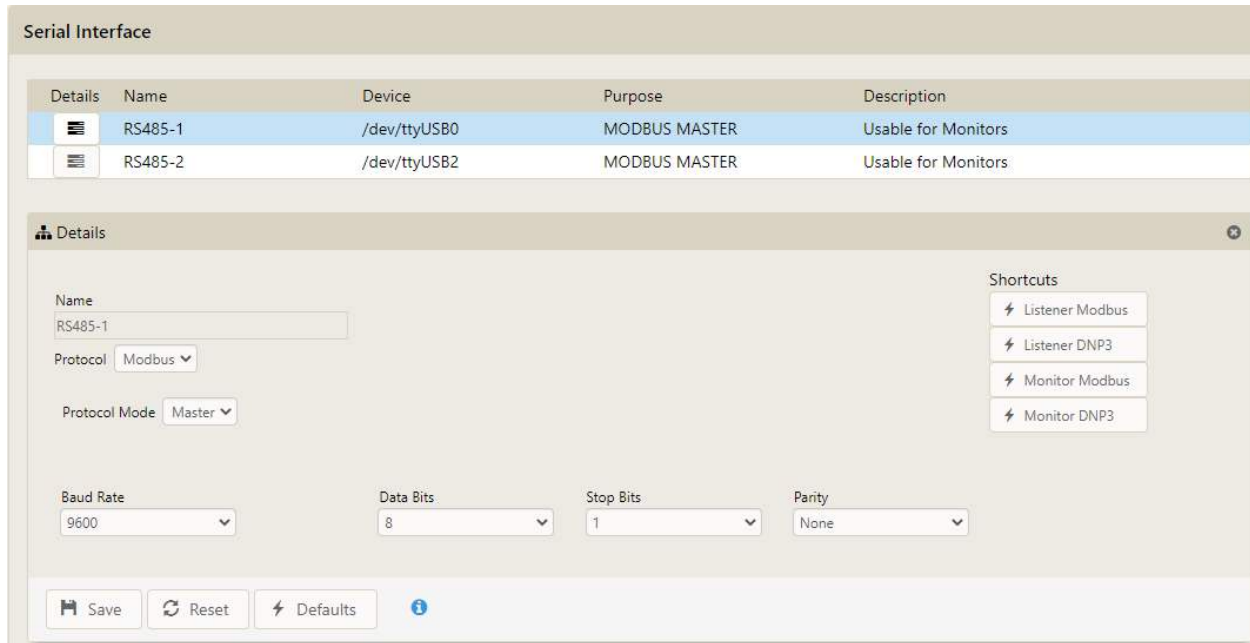 Serial Interface
Details Name Device Purpose Description
RS485-1 /dev/ttyUSB0 MODBUS MASTER Usable for Monitors
RS485-2 /dev/ttyUSB2 MODBUS MASTER Usable for Monitors
Details
Shortcuts
Name
Listener Modbus
RS485-1
Listener DNP3
Protocol Modbus
Monitor Modbus
Protocol Mode Master
Monitor DNP3
Baud Rate Data Bits Stop Bits Parity
9600 8 1 None
Save Reset Defaults